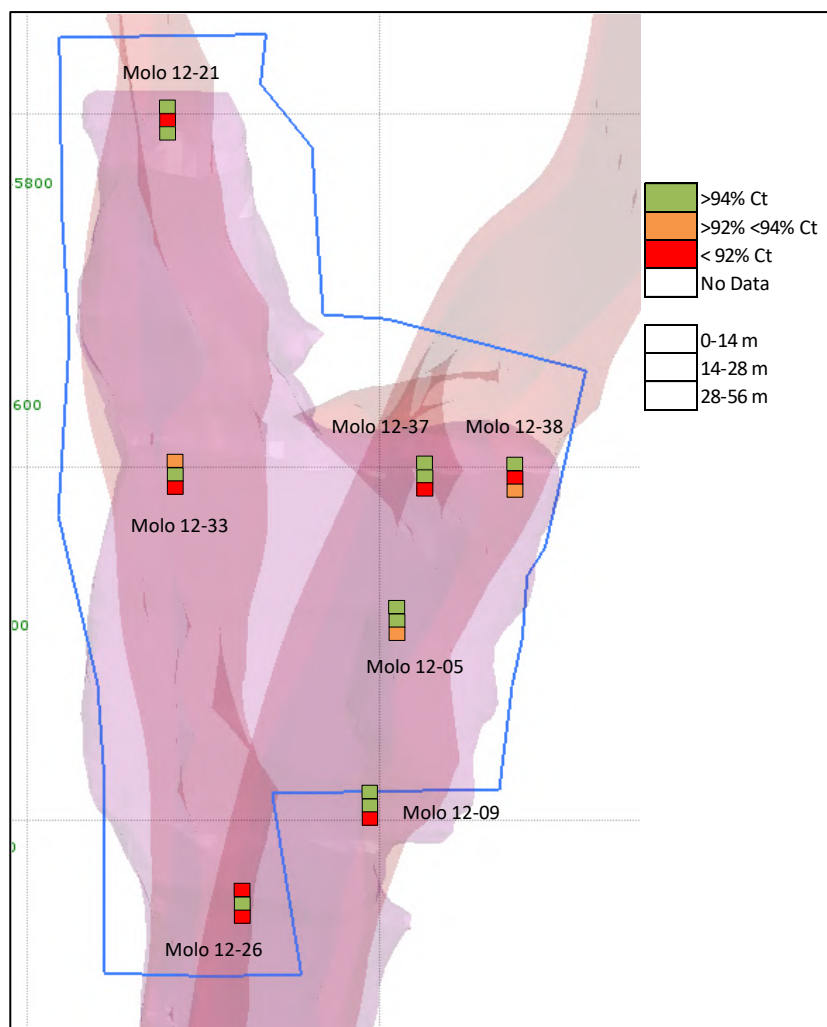 Molo 12-21
5800
>94% Ct
>92% <94% Ct
< 92% Ct
No Data
0-14 m
14-28 m
28-56 m
600
Molo 12-37
Molo 12-38
Molo 12-33
00
Molo 12-05
Molo 12-09
Molo 12-26